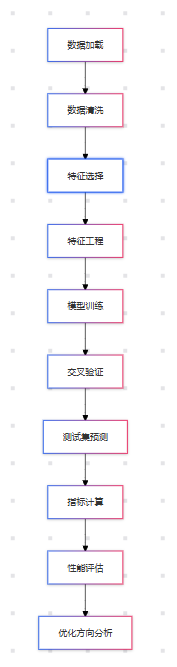 数据加载
数据清洗
特征选择
特征工程
模型训练
交叉验证
测试集预测
指标计算
性能评估
优化方向分析